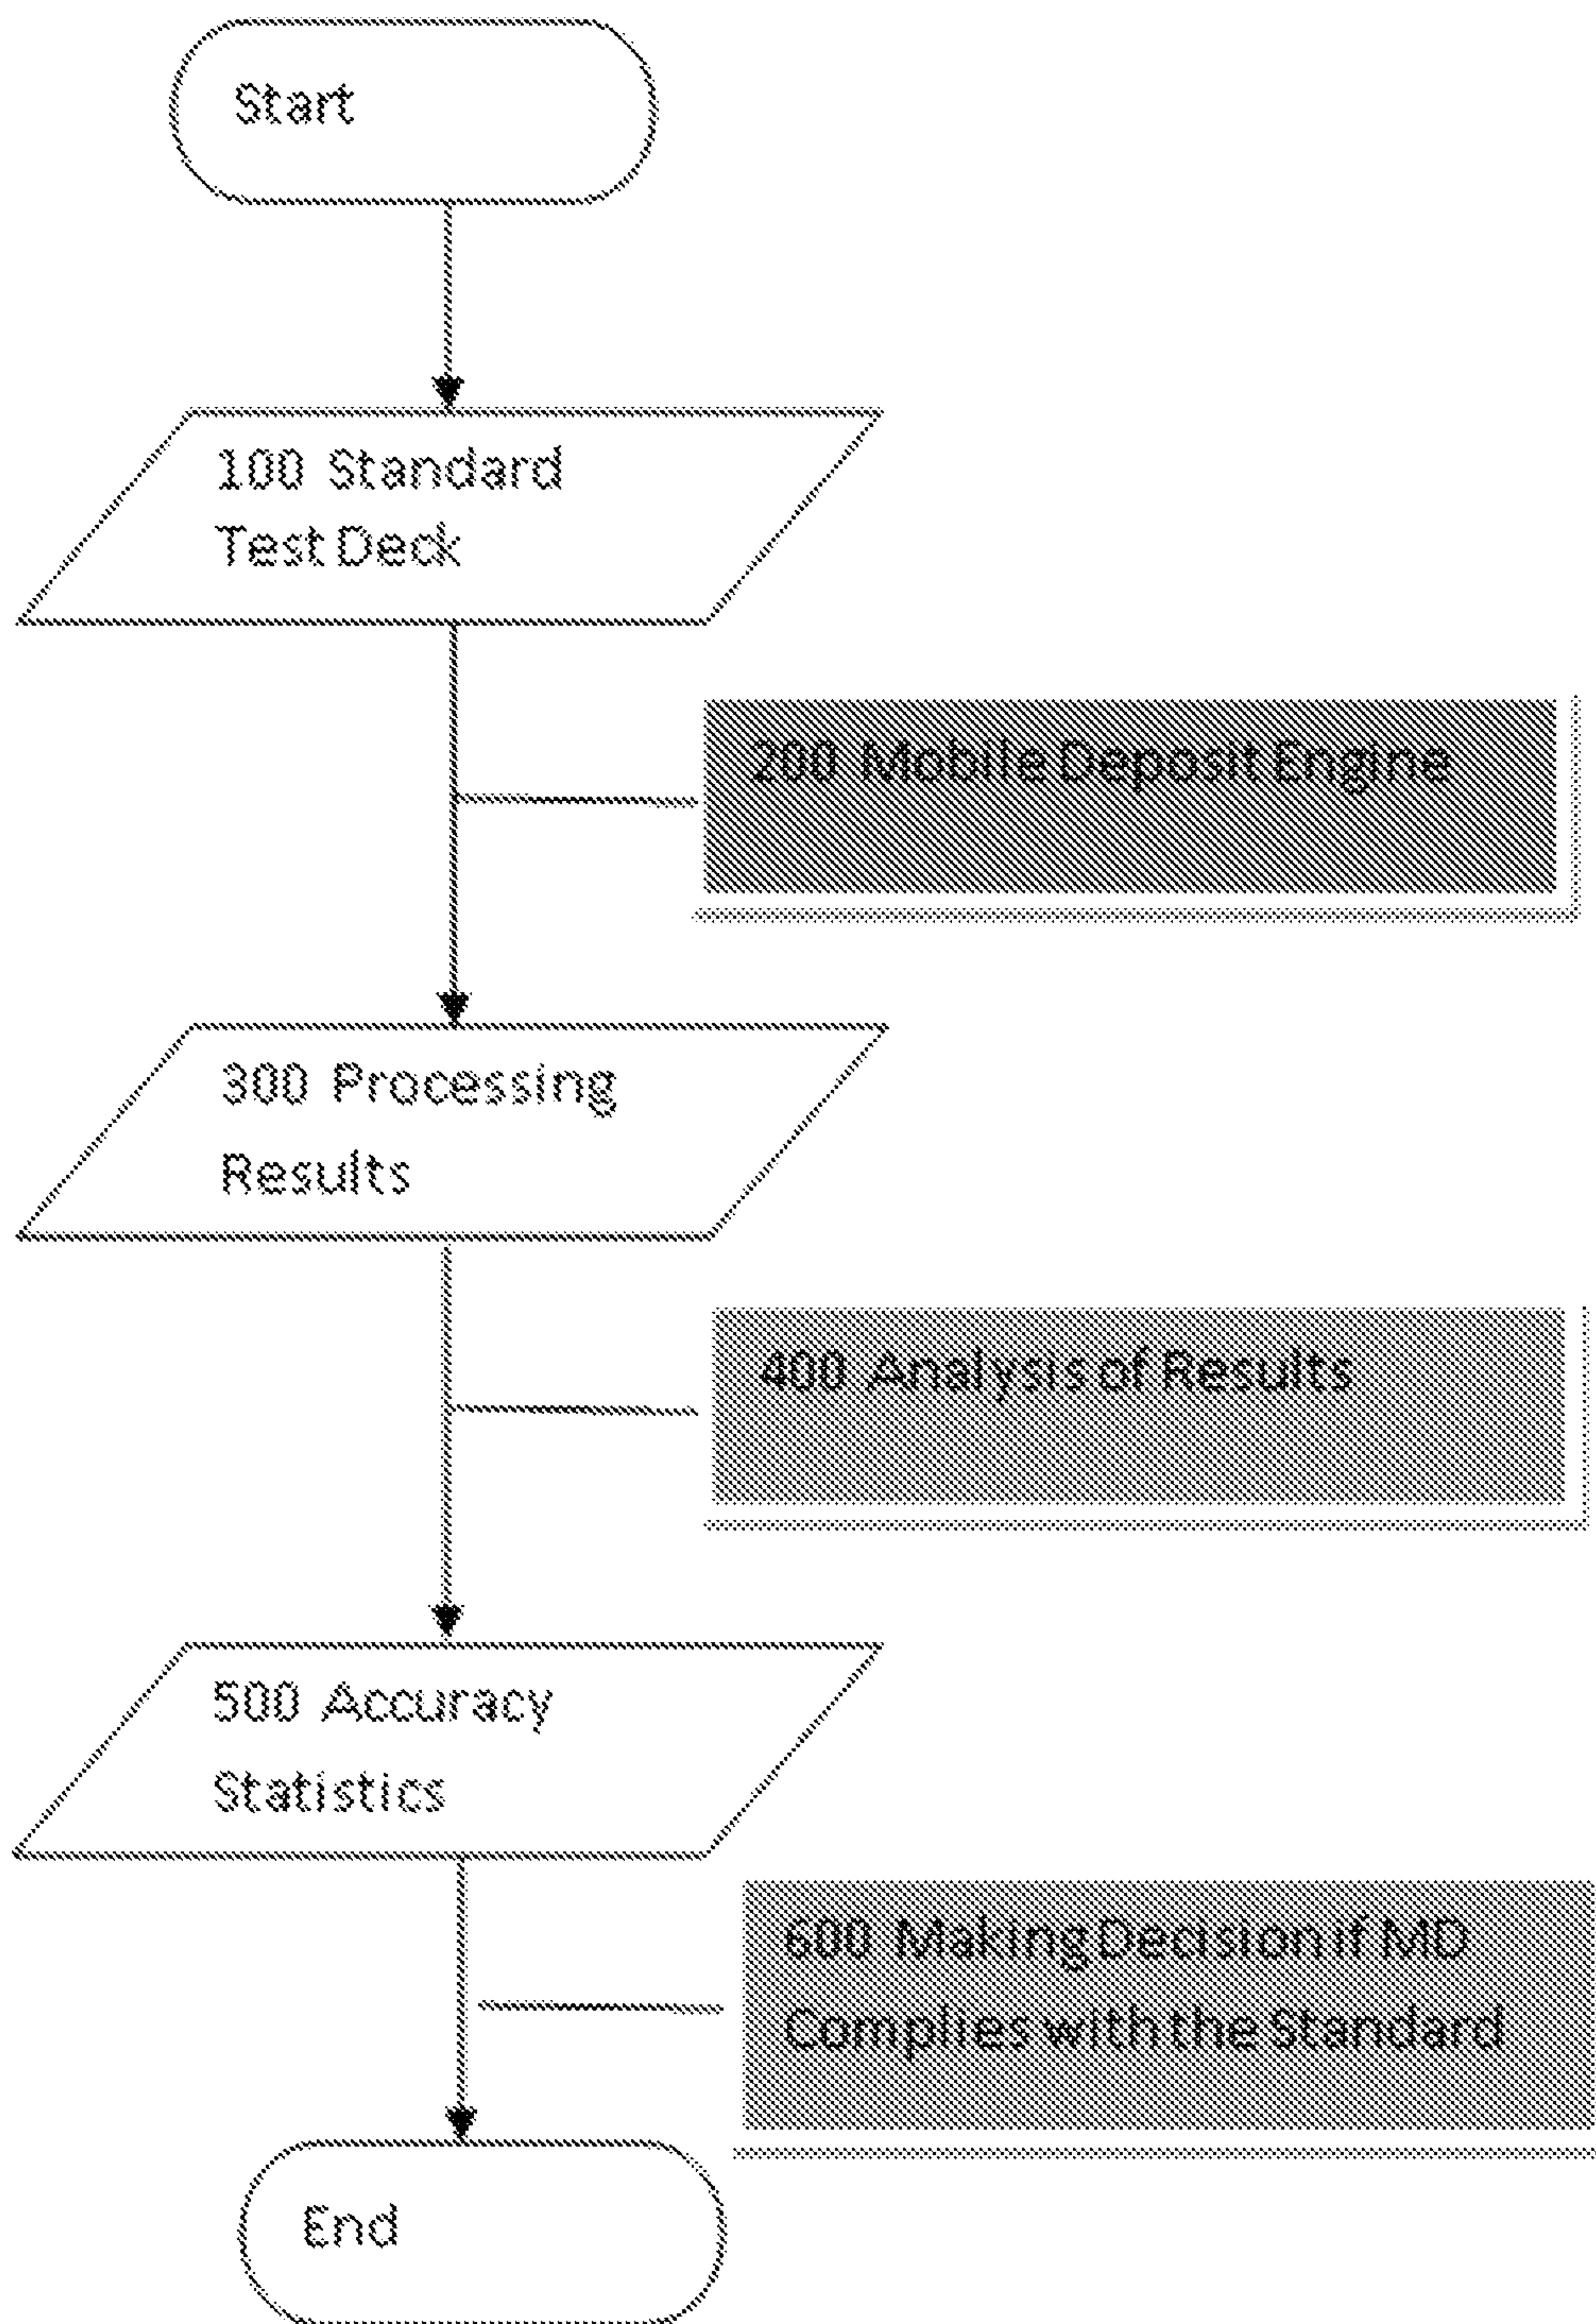 Start
100 Standard
Test Deck
200 Mobile Deposit Engine
300 Processing
Results
400 Analysis of Results
500 Accuracy
Statistics
600 Making Decision if MD
Complies with the Standard
End